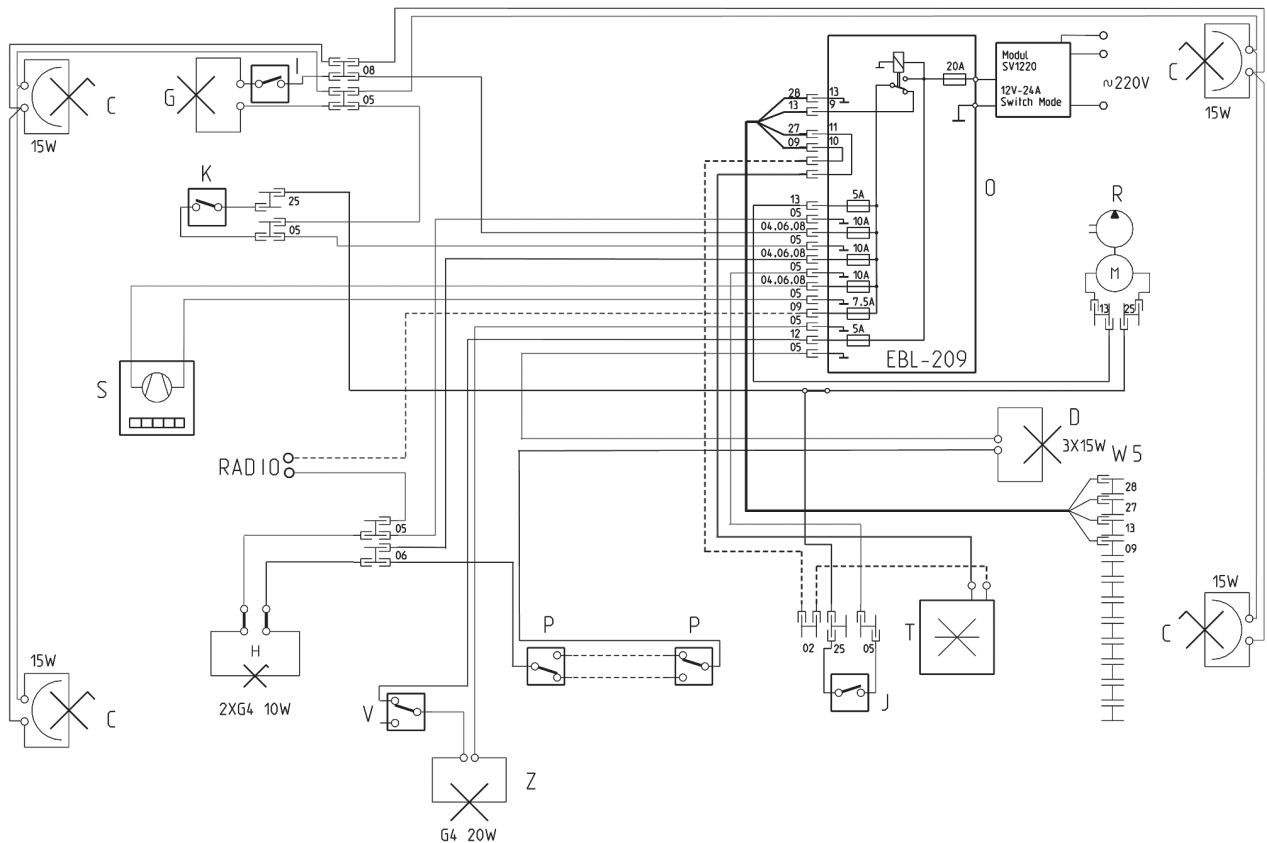 I
C
15W
G
08
05
28
13
13
9
27
11
09
10
20A
Modul
SV1220
12V-24A
Switch Mode
~220V
C
15W
K
25
05
O
R
M
13
25
13
5A
05
04.06.08
10A
05
04.06.08
10A
05
04.06.08
10A
05
09
7.5A
05
12
5A
05
EBL-209
S
RADIO
D
3X15W
W5
28
27
13
09
05
06
H
2XG4 10W
P
P
02
25
05
T
J
15W
C
15W
C
V
Z
G4 20W